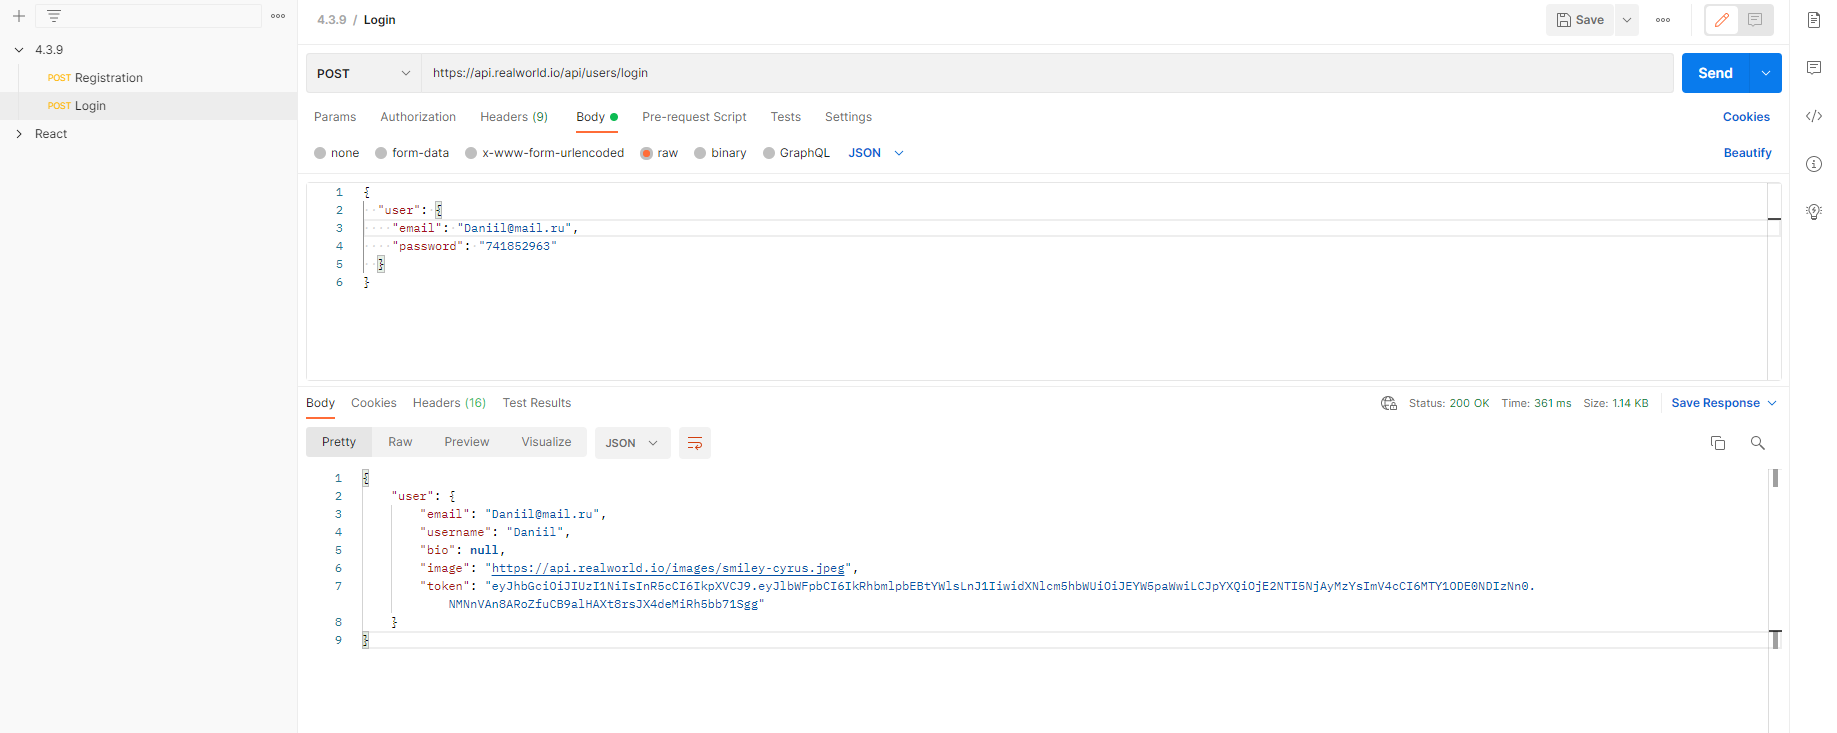 4.3.9 / Login
Save
4.3.9
POST Registration
POST Login
React
POST
https://api.realworld.io/api/users/login
Send
Params Authorization Headers (9) Body Pre-request Script Tests Settings Cookies
none form-data x-www-form-urlencoded raw binary GraphQL JSON Beautify
1 {
2 "user": {
3 "email": "Daniil@mail.ru",
4 "password": "741852963"
5 }
6 }
Body Cookies Headers (16) Test Results Status: 200 OK Time: 361 ms Size: 1.14 KB Save Response
Pretty Raw Preview Visualize JSON
1 {
2 "user": {
3 "email": "Daniil@mail.ru",
4 "username": "Daniil",
5 "bio": null,
6 "image": "https://api.realworld.io/images/smiley-cyrus.jpeg",
7 "token": "eyJhbGciOiJIUzI1NiIsInR5cCI6IkpXVCJ9.eyJlbWFpbCI6IkRhbmlpbEBtYWlsLnJ1IiwidXNlcm5hbWUiOiJEYW5paWwiLCJpYXQiOjE2NTI5NjAyMzYsImV4cCI6MTY1ODE0NDIzNn0.
NMNnVAn8ARoZfuCB9alHAXt8rsJX4deMiRh5bb71Sgg"
8 }
9 }